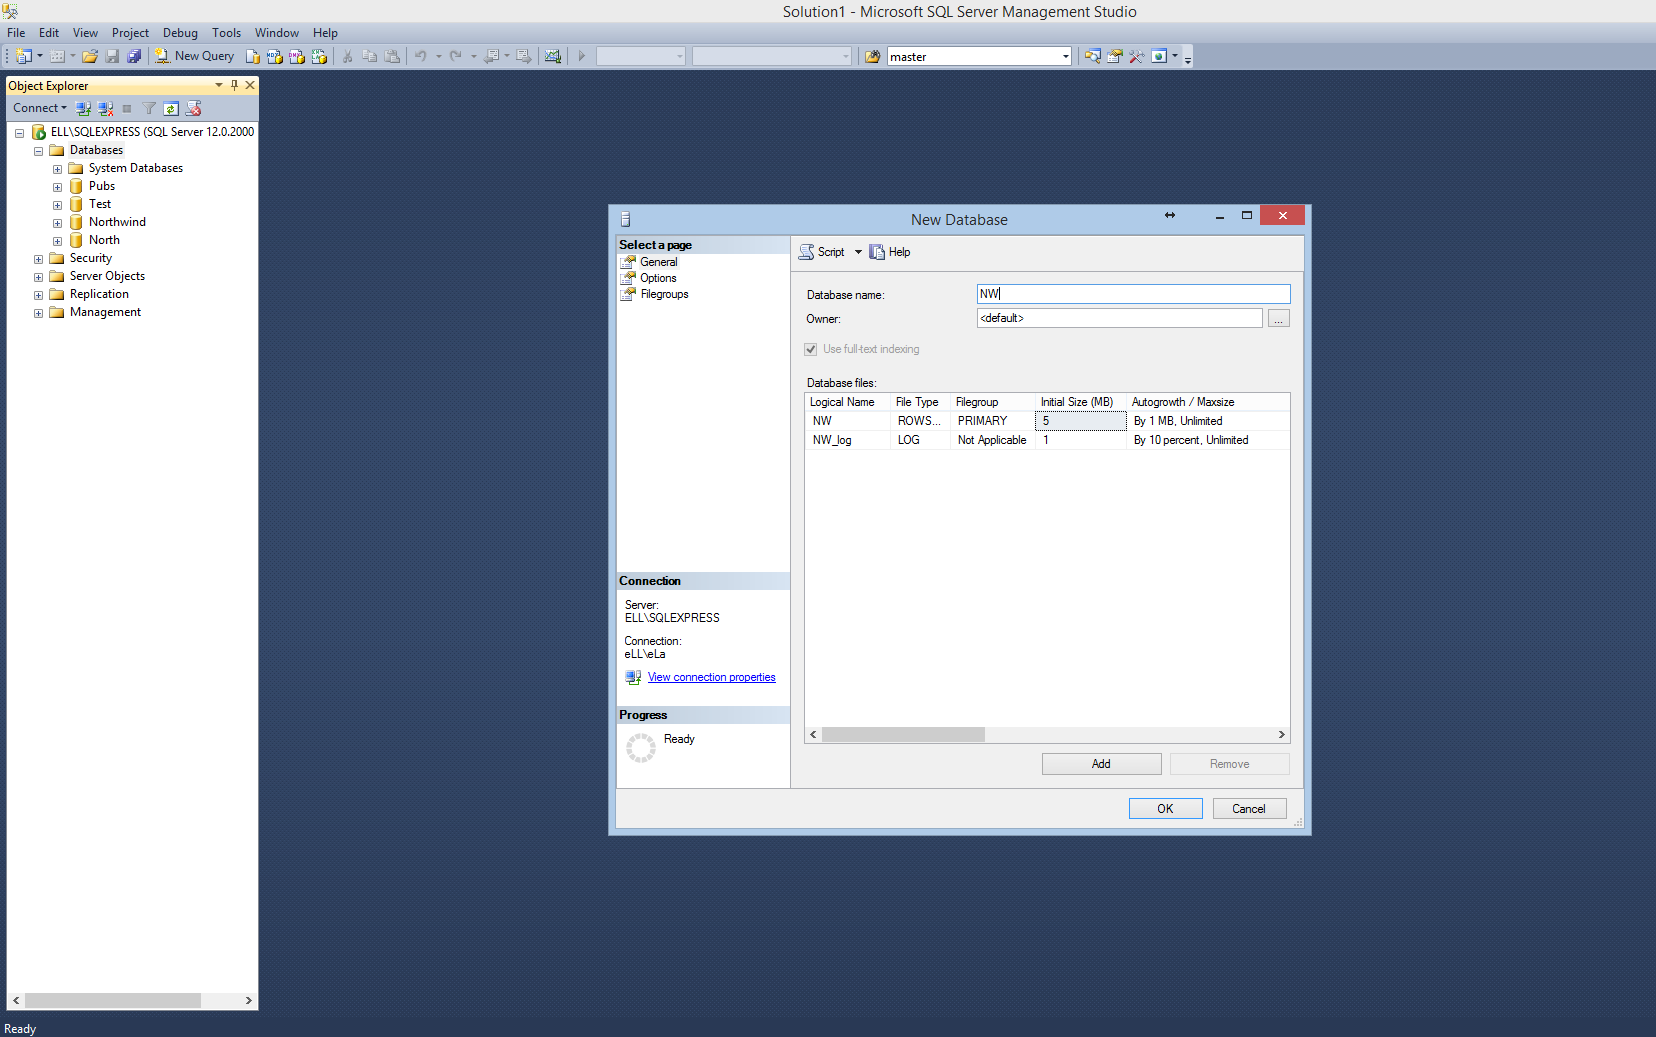 Solution1 - Microsoft SQL Server Management Studio
File Edit View Project Debug Tools Window Help
New Query
master
Object Explorer
Connect
ELL\SQLEXPRESS (SQL Server 12.0.2000
Databases
System Databases
Pubs
Test
Northwind
North
Security
Server Objects
Replication
Management
New Database
Select a page
General
Options
Filegroups
Connection
Server:
ELL\SQLEXPRESS
Connection:
eLL\eLa
View connection properties
Progress
Ready
Script Help
Database name: NW
Owner: <default> ...
Use full-text indexing
Database files:
Logical Name File Type Filegroup Initial Size (MB) Autogrowth / Maxsize
NW ROWS... PRIMARY 5 By 1 MB, Unlimited
NW_log LOG Not Applicable 1 By 10 percent, Unlimited
Add Remove
OK Cancel
Ready